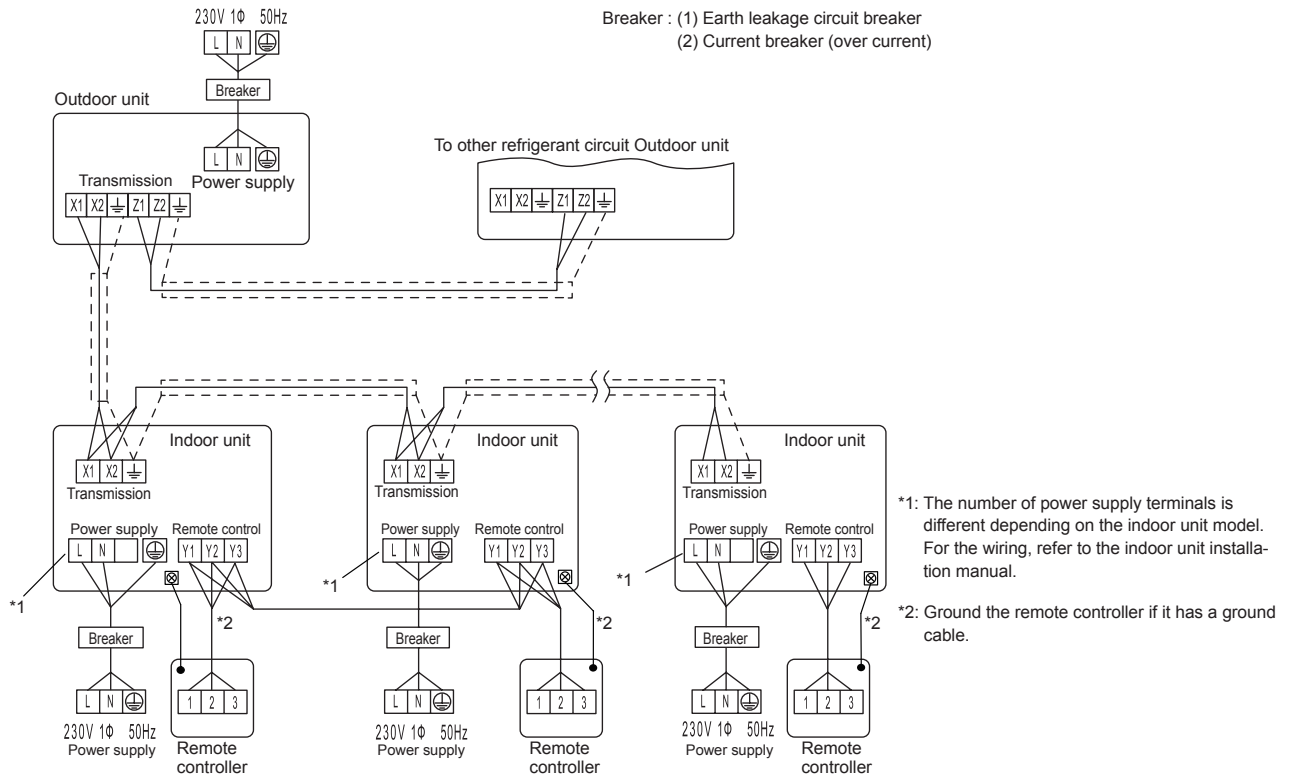 230V 1Φ 50Hz
L N
Breaker
Breaker : (1) Earth leakage circuit breaker
(2) Current breaker (over current)
Outdoor unit
L N
Power supply
Transmission
X1 X2 Z1 Z2
To other refrigerant circuit Outdoor unit
X1 X2 Z1 Z2
Indoor unit
X1 X2
Transmission
Power supply
L N
Remote control
Y1 Y2 Y3
*1
*2
Breaker
L N
230V 1Φ 50Hz
Power supply
1 2 3
Remote
controller
Indoor unit
X1 X2
Transmission
Power supply
L N
Remote control
Y1 Y2 Y3
*1
*2
Breaker
L N
230V 1Φ 50Hz
Power supply
1 2 3
Remote
controller
Indoor unit
X1 X2
Transmission
Power supply
L N
Remote control
Y1 Y2 Y3
*1
*2
Breaker
L N
230V 1Φ 50Hz
Power supply
1 2 3
Remote
controller
*1: The number of power supply terminals is
different depending on the indoor unit model.
For the wiring, refer to the indoor unit installa-
tion manual.
*2: Ground the remote controller if it has a ground
cable.